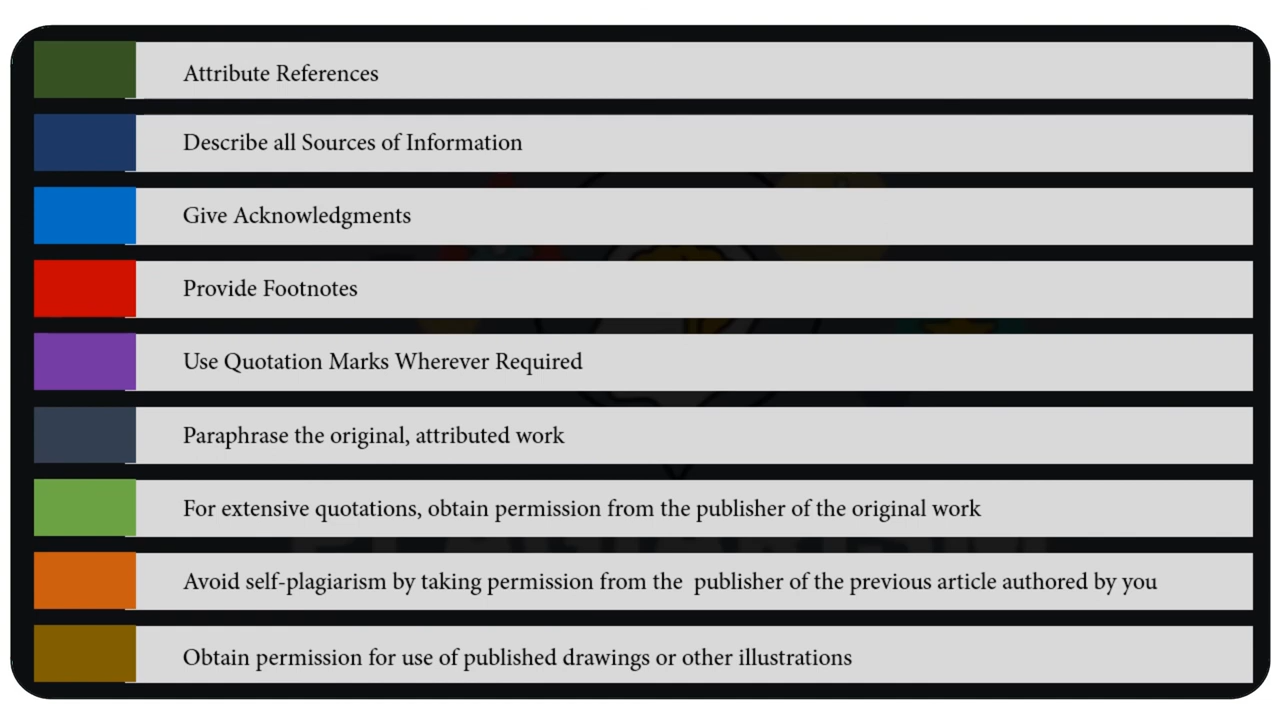 Attribute References
Describe all Sources of Information
Give Acknowledgments
Provide Footnotes
Use Quotation Marks Wherever Required
Paraphrase the original, attributed work
For extensive quotations, obtain permission from the publisher of the original work
Avoid self-plagiarism by taking permission from the  publisher of the previous article authored by you
Obtain permission for use of published drawings or other illustrations